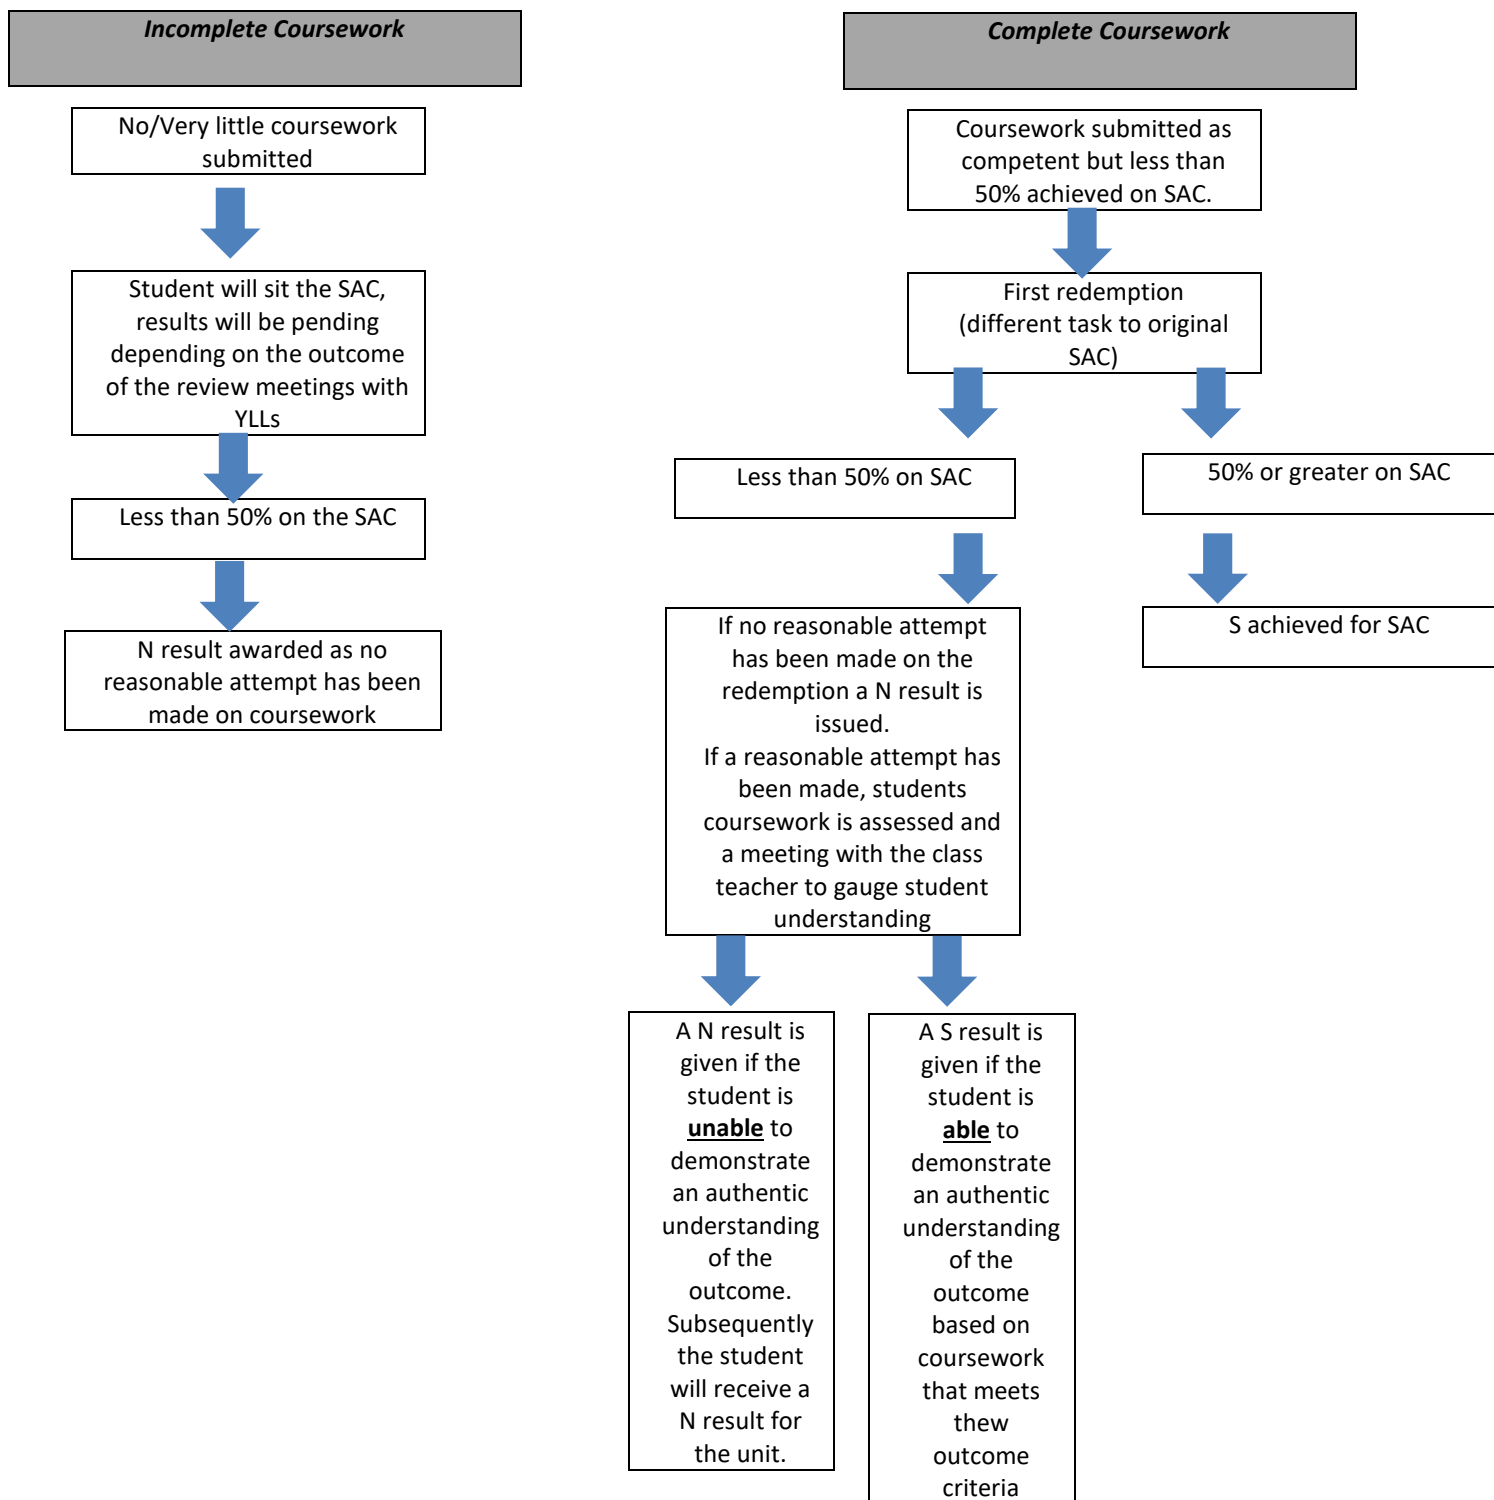 Incomplete Coursework
No/Very little coursework
submitted
Student will sit the SAC,
results will be pending
depending on the outcome
of the review meetings with
YLLs
Less than 50% on the SAC
N result awarded as no
reasonable attempt has been
made on coursework
Complete Coursework
Coursework submitted as
competent but less than
50% achieved on SAC.
First redemption
(different task to original
SAC)
Less than 50% on SAC
50% or greater on SAC
If no reasonable attempt
has been made on the
redemption a N result is
issued.
If a reasonable attempt has
been made, students
coursework is assessed and
a meeting with the class
teacher to gauge student
understanding
S achieved for SAC
A N result is
given if the
student is
unable to
demonstrate
an authentic
understanding
of the
outcome.
Subsequently
the student
will receive a
N result for
the unit.
A S result is
given if the
student is
able to
demonstrate
an authentic
understanding
of the
outcome
based on
coursework
that meets
thew
outcome
criteria